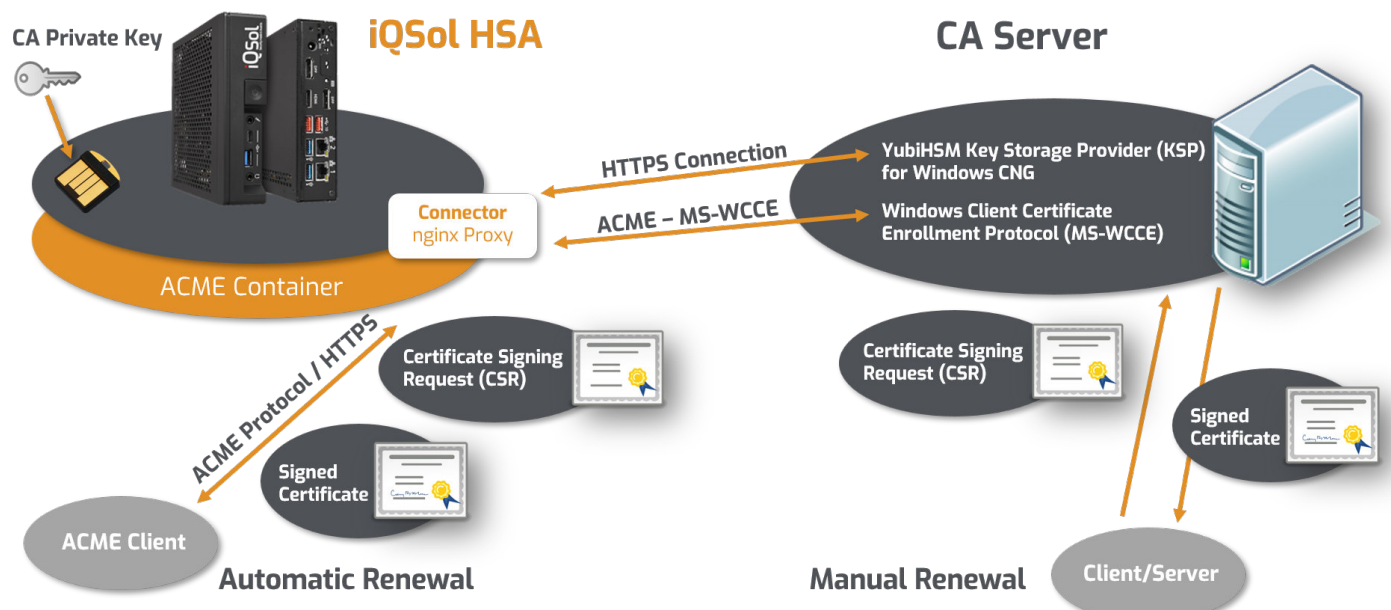 CA Private Key
iQSol
iQSol HSA
CA Server
HTTPS Connection
YubiHSM Key Storage Provider (KSP)
for Windows CNG
Connector
nginx Proxy
ACME – MS-WCCE
Windows Client Certificate
Enrollment Protocol (MS-WCCE)
ACME Container
ACME Protocol / HTTPS
Certificate Signing
Request (CSR)
Certificate Signing
Request (CSR)
Signed
Certificate
Signed
Certificate
ACME Client
Automatic Renewal
Manual Renewal
Client/Server